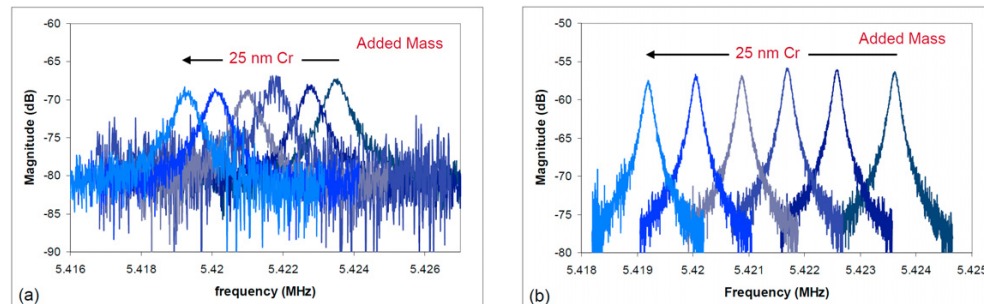 -60
-65
-70
-75
-80
-85
-90
Magnitude (dB)
Added Mass
25 nm Cr
5.416 5.418 5.42 5.422 5.424 5.426
frequency (MHz)
(a)
-50
-55
-60
-65
-70
-75
-80
Magnitude (dB)
Added Mass
25 nm Cr
5.418 5.419 5.42 5.421 5.422 5.423 5.424 5.425
Frequency (MHz)
(b)